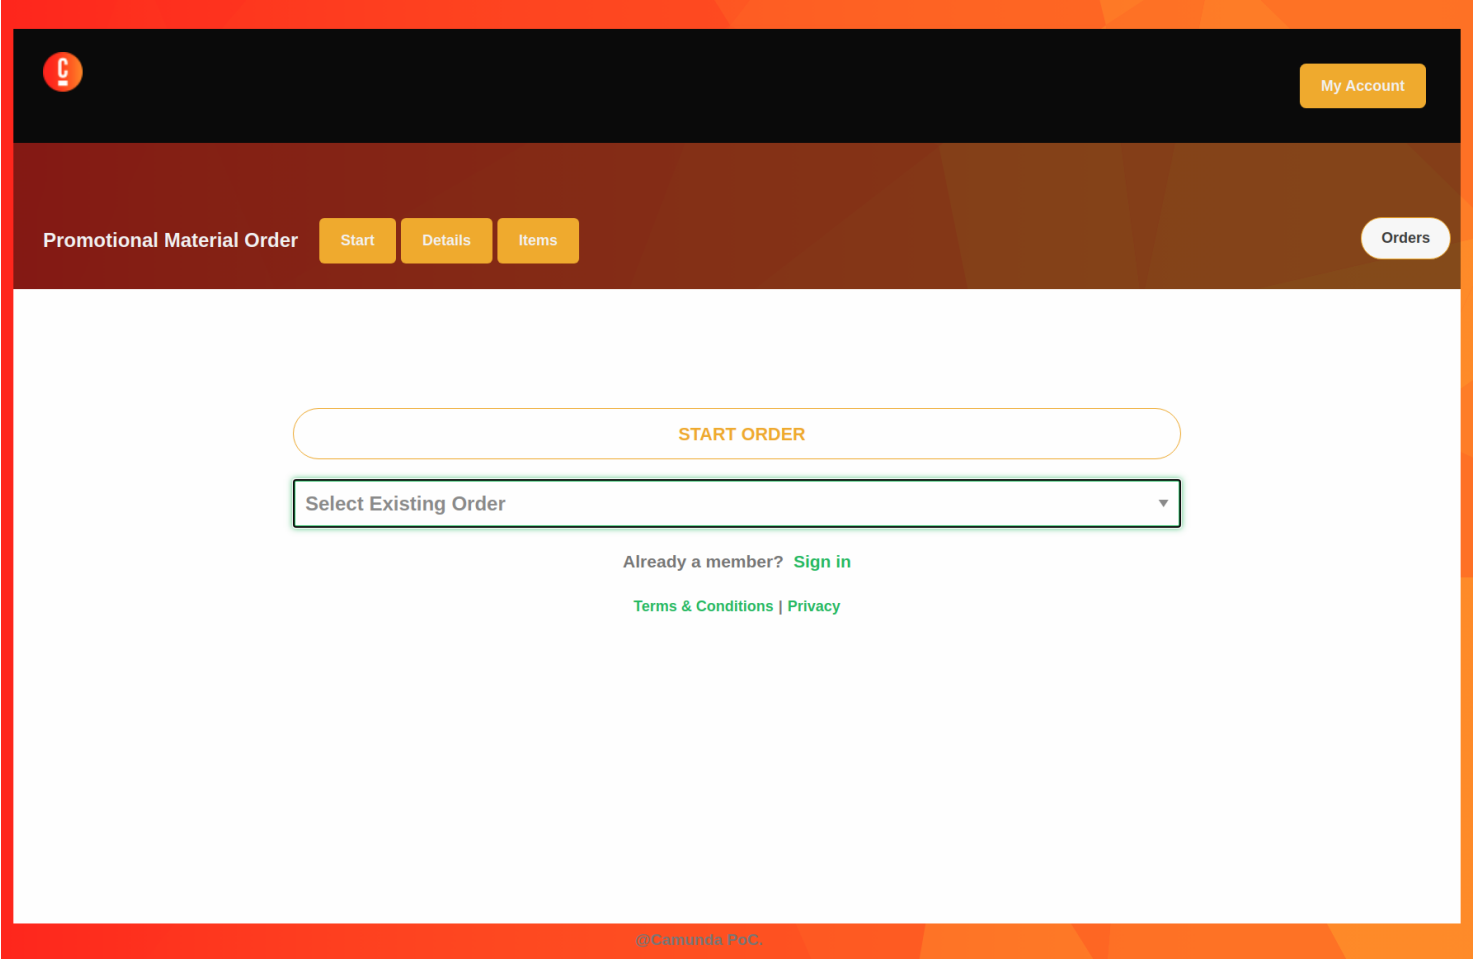 C
My Account
Promotional Material Order Start Details Items Orders
START ORDER
Select Existing Order
Already a member? Sign in
Terms & Conditions | Privacy
@Camunda PoC.